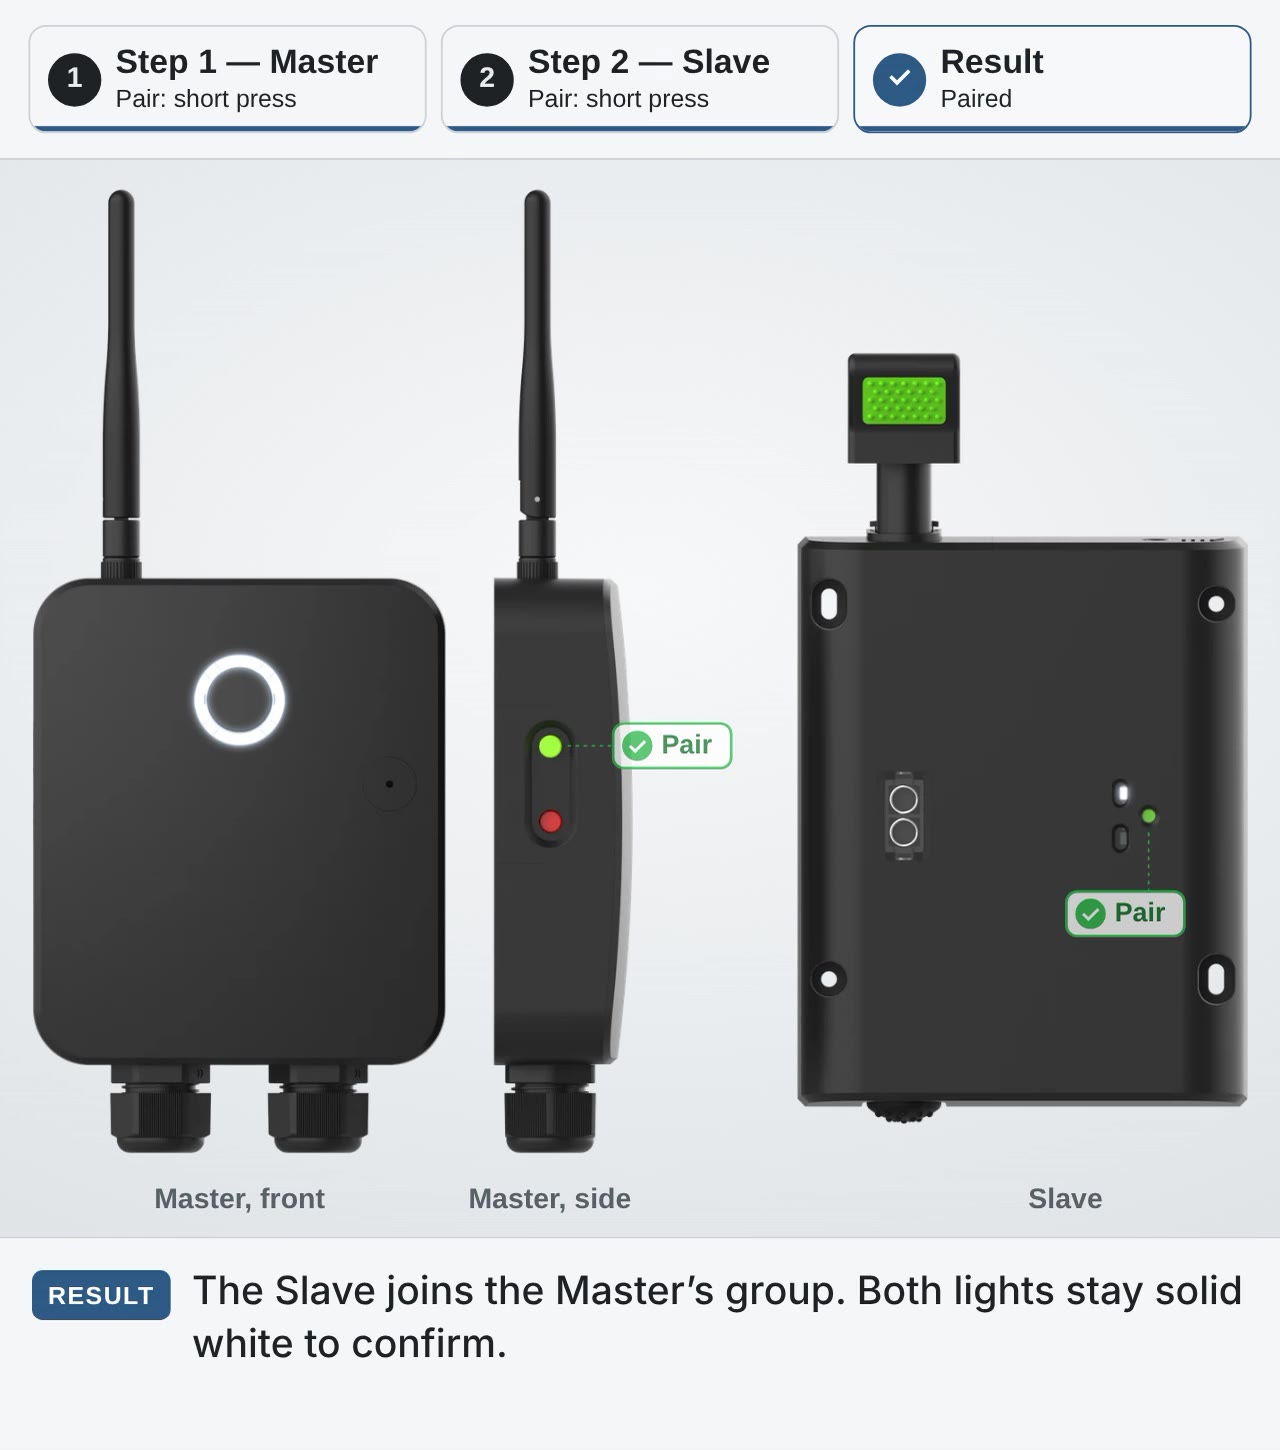 1
Step 1 — Master
Pair: short press
2
Step 2 — Slave
Pair: short press
Result
Paired
Pair
Pair
Master, front
Master, side
Slave
RESULT
The Slave joins the Master’s group. Both lights stay solid
white to confirm.